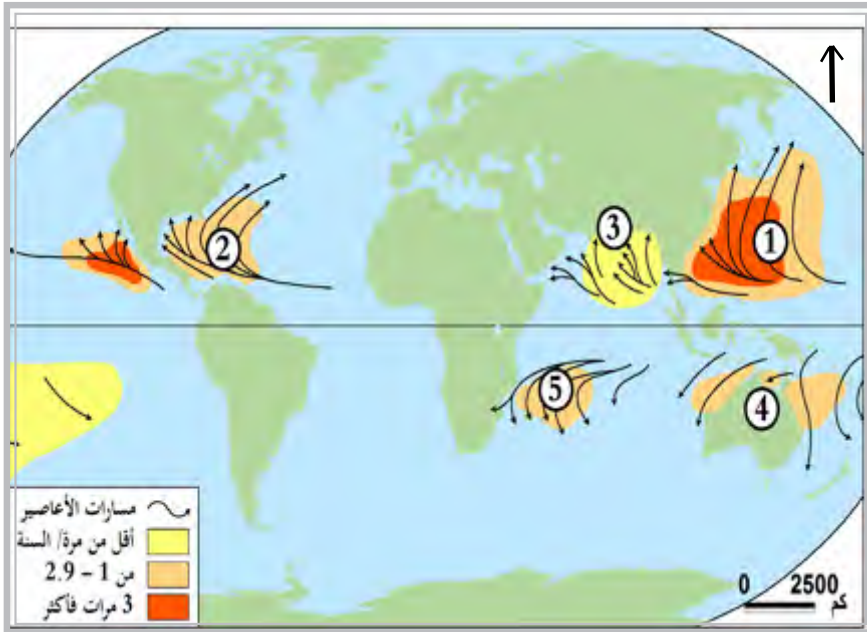 1
2
3
4
5
مسارات الأعاصير
أقل من مرة/ السنة
من 1 – 2.9
3 مرات فأكثر
0 2500
كم